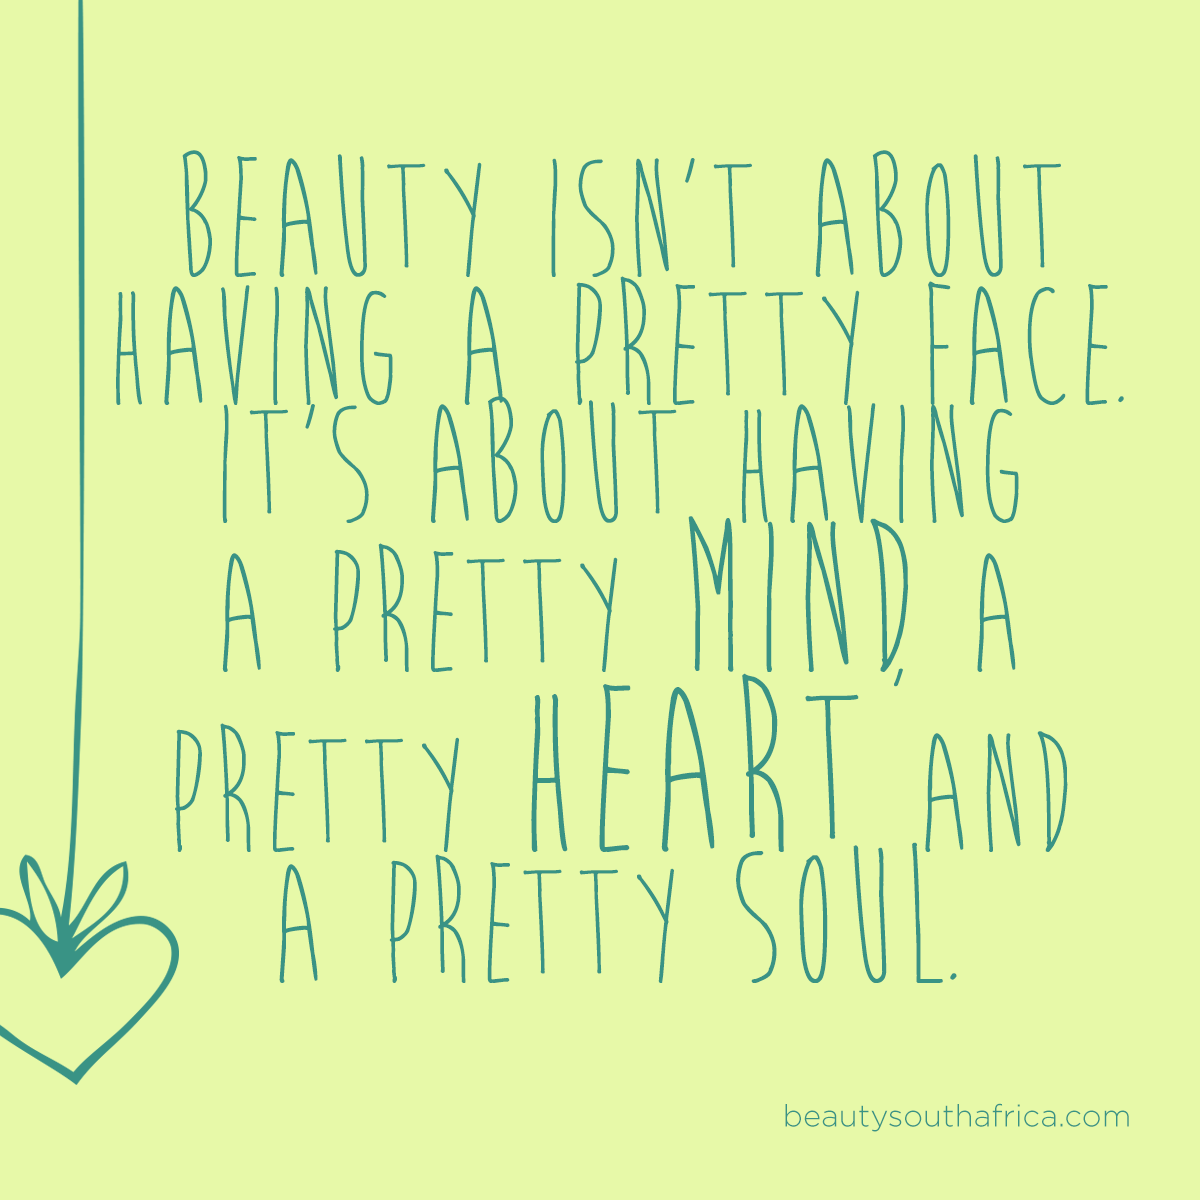 BEAUTY ISN'T ABOUT
HAVING A PRETTY FACE.
IT'S ABOUT HAVING
A PRETTY MIND, A
PRETTY HEART AND
A PRETTY SOUL.
beautysouthafrica.com